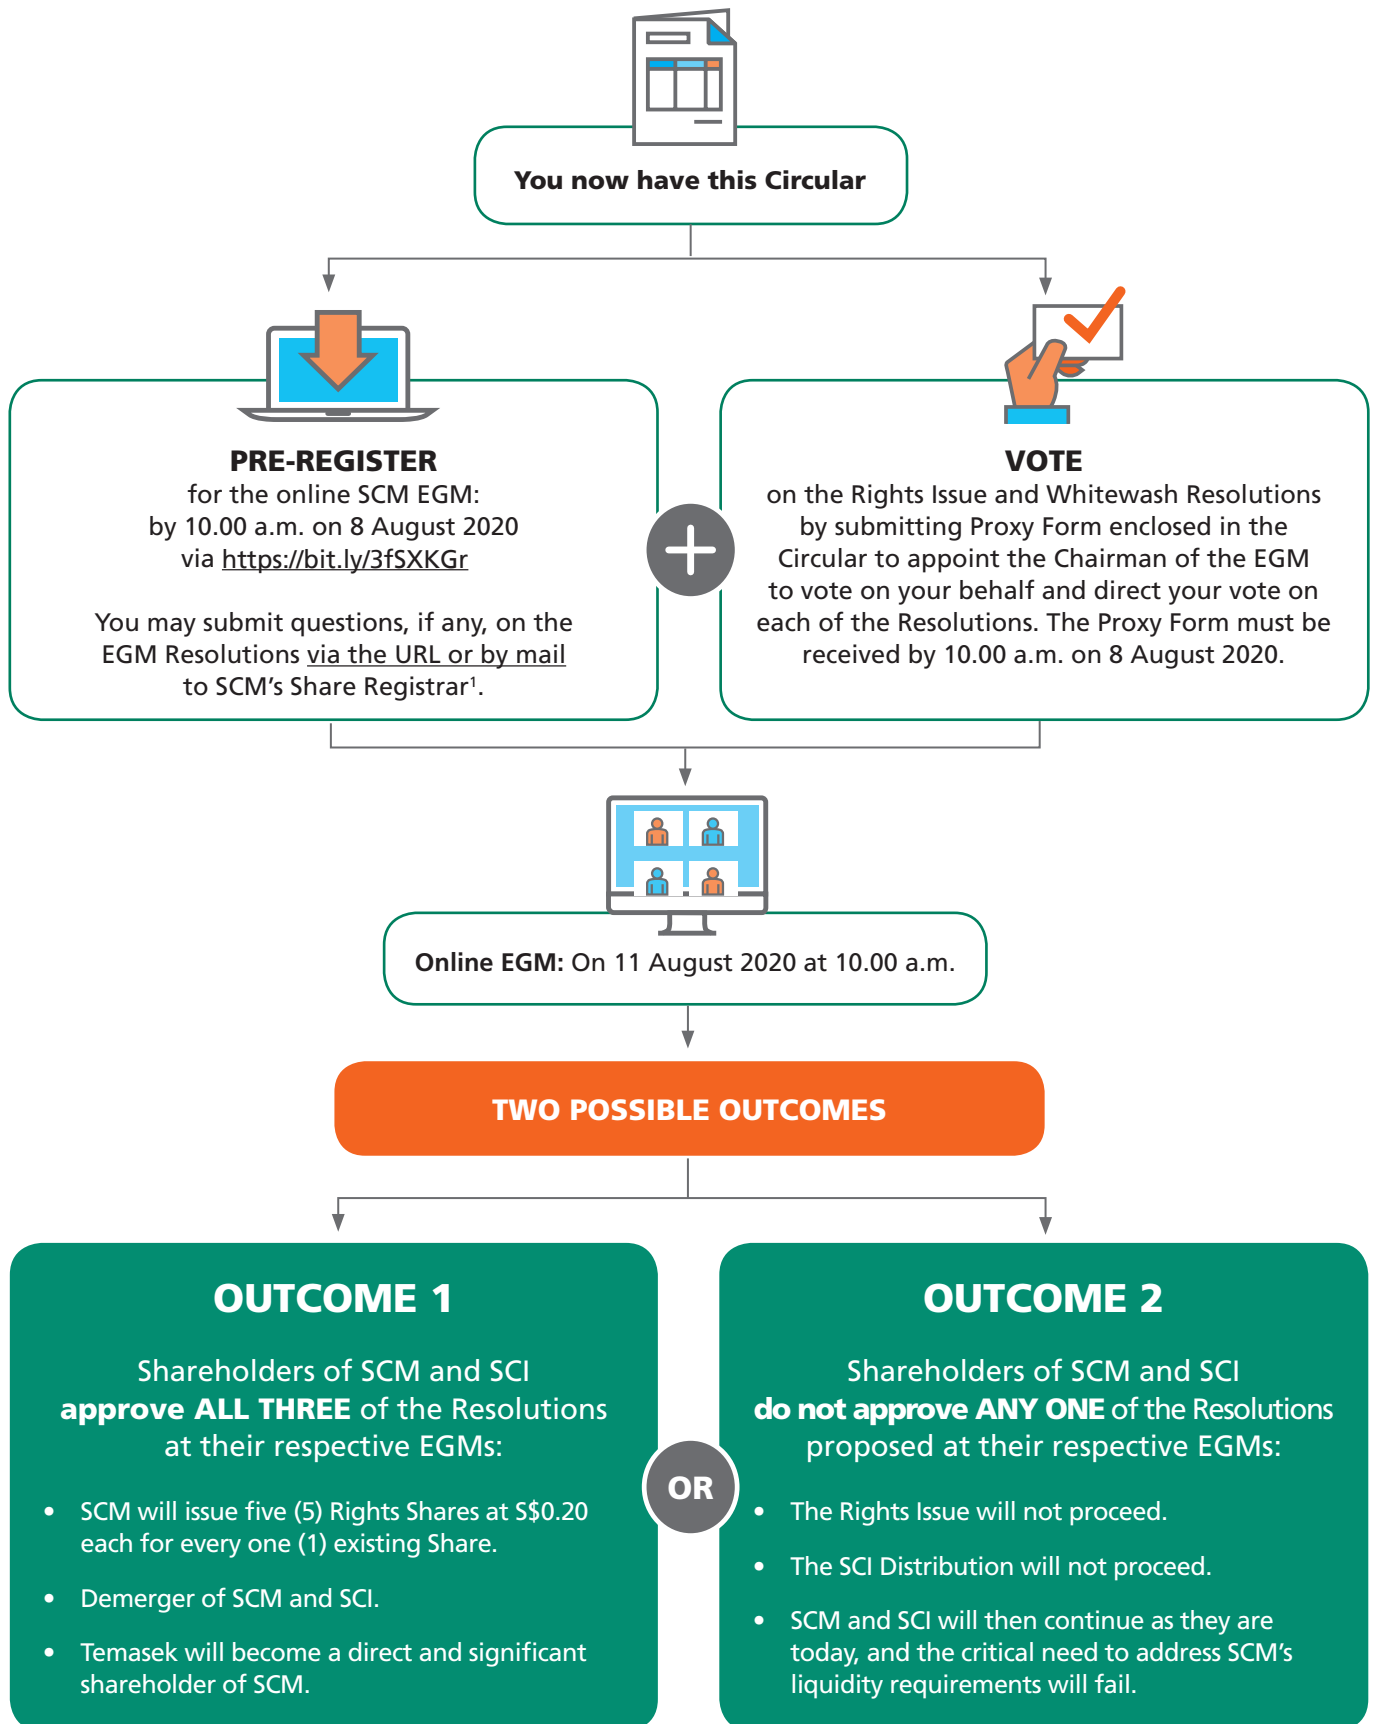 You now have this Circular
PRE-REGISTER
for the online SCM EGM:
by 10.00 a.m. on 8 August 2020
via https://bit.ly/3fSXKGr
You may submit questions, if any, on the
EGM Resolutions via the URL or by mail
to SCM’s Share Registrar¹.
+
VOTE
on the Rights Issue and Whitewash Resolutions
by submitting Proxy Form enclosed in the
Circular to appoint the Chairman of the EGM
to vote on your behalf and direct your vote on
each of the Resolutions. The Proxy Form must be
received by 10.00 a.m. on 8 August 2020.
Online EGM: On 11 August 2020 at 10.00 a.m.
TWO POSSIBLE OUTCOMES
OUTCOME 1
Shareholders of SCM and SCI
approve ALL THREE of the Resolutions
at their respective EGMs:
• SCM will issue five (5) Rights Shares at S$0.20
each for every one (1) existing Share.
• Demerger of SCM and SCI.
• Temasek will become a direct and significant
shareholder of SCM.
OR
OUTCOME 2
Shareholders of SCM and SCI
do not approve ANY ONE of the Resolutions
proposed at their respective EGMs:
• The Rights Issue will not proceed.
• The SCI Distribution will not proceed.
• SCM and SCI will then continue as they are
today, and the critical need to address SCM’s
liquidity requirements will fail.